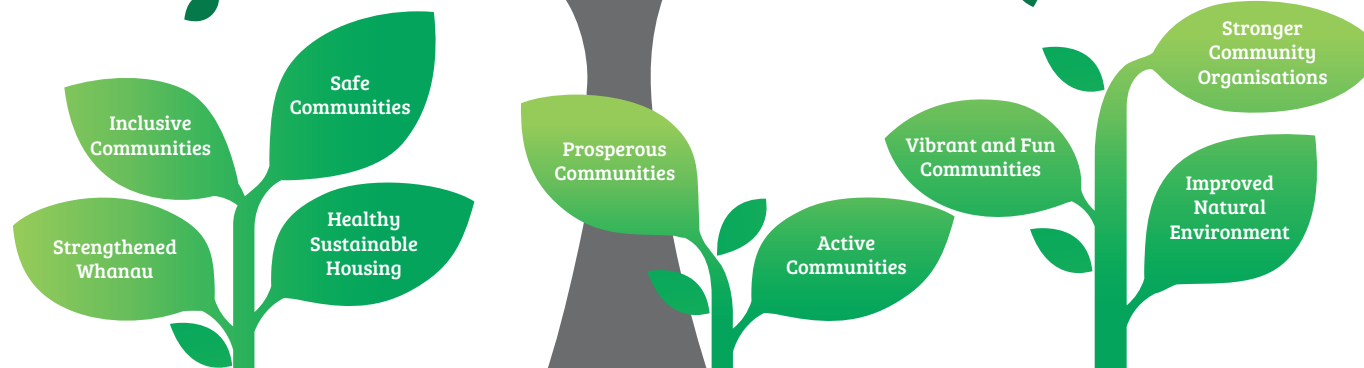 Safe
Communities
Inclusive
Communities
Strengthened
Whanau
Healthy
Sustainable
Housing
Prosperous
Communities
Active
Communities
Stronger
Community
Organisations
Vibrant and Fun
Communities
Improved
Natural
Environment